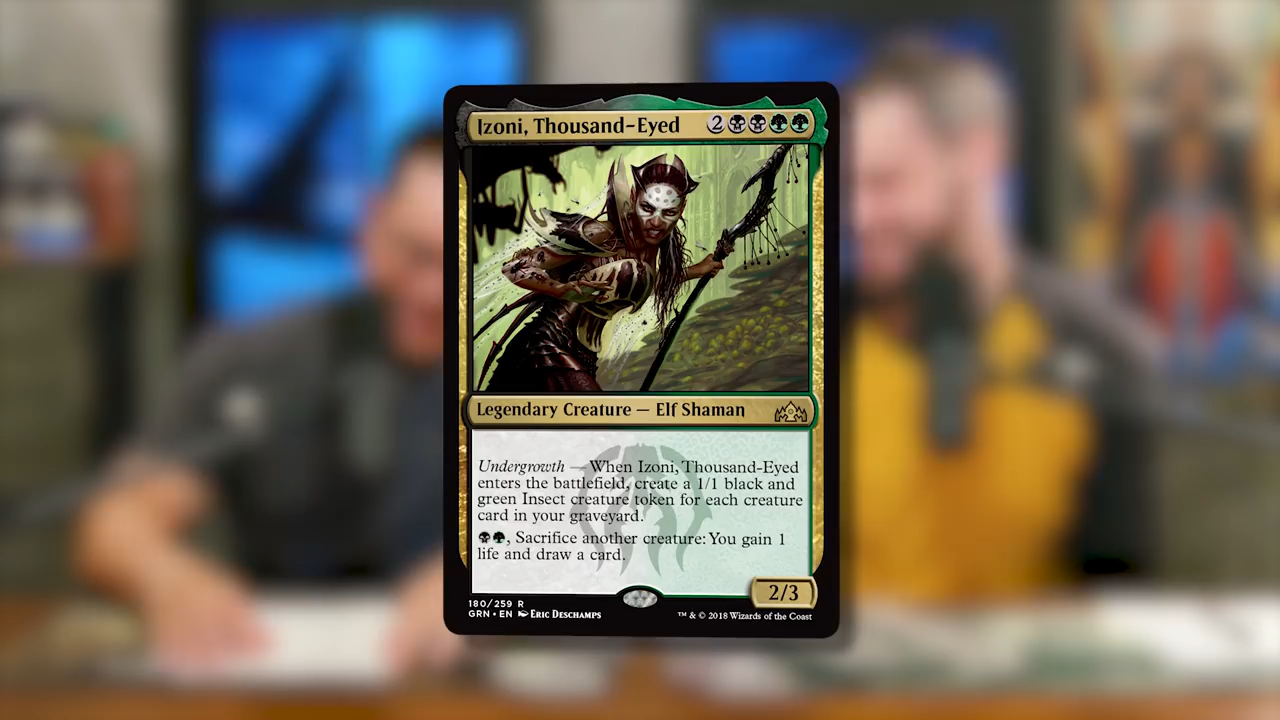 Izoni, Thousand-Eyed 2
Legendary Creature — Elf Shaman
Undergrowth — When Izoni, Thousand-Eyed
enters the battlefield, create a 1/1 black and
green Insect creature token for each creature
card in your graveyard.
, Sacrifice another creature: You gain 1
life and draw a card.
2/3
180/259 R
GRN • EN Eric Deschamps
™ & © 2018 Wizards of the Coast